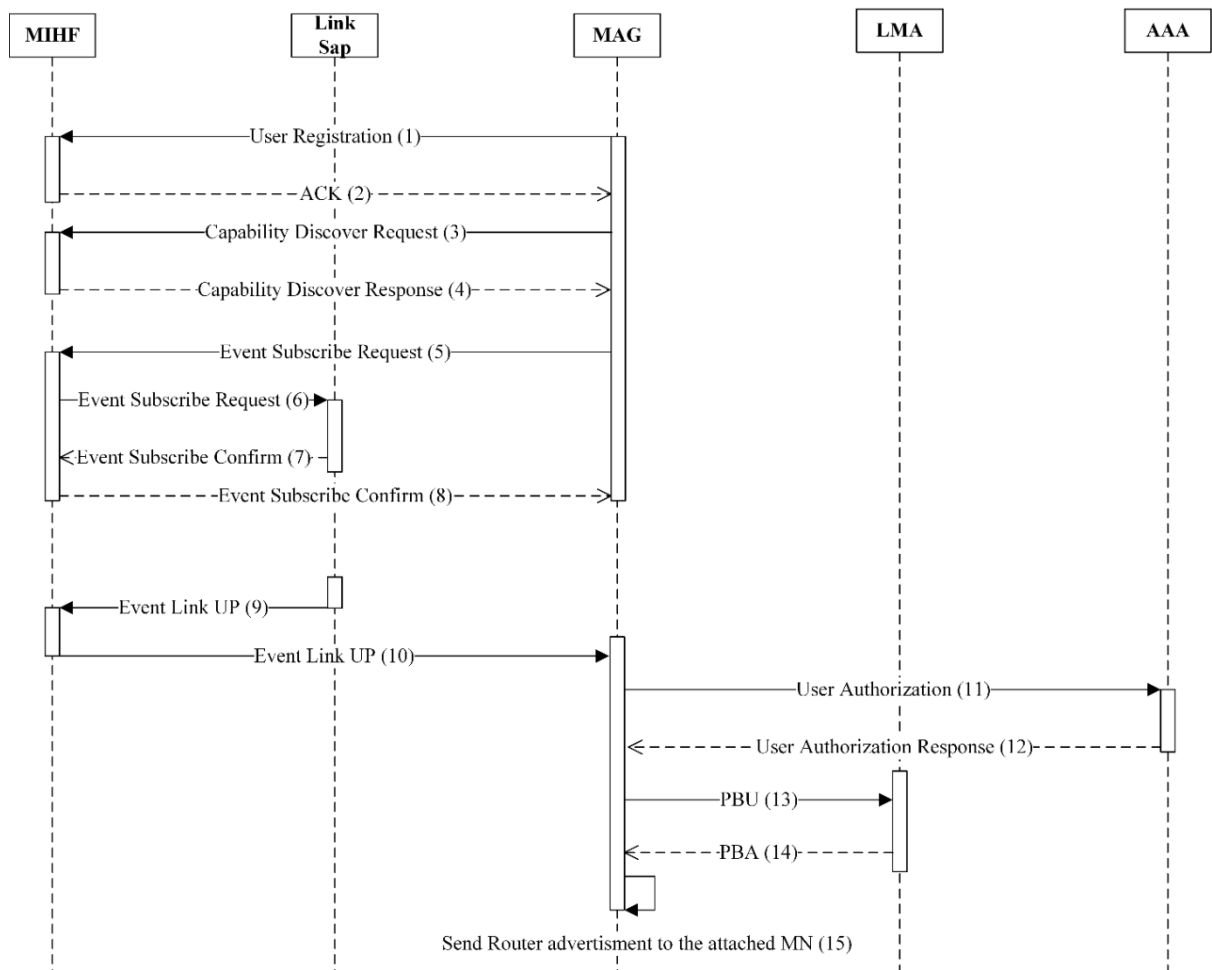 MIHF
Link
Sap
MAG
LMA
AAA
User Registration (1)
ACK (2)
Capability Discover Request (3)
Capability Discover Response (4)
Event Subscribe Request (5)
Event Subscribe Request (6)
Event Subscribe Confirm (7)
Event Subscribe Confirm (8)
Event Link UP (9)
Event Link UP (10)
User Authorization (11)
User Authorization Response (12)
PBU (13)
PBA (14)
Send Router advertisment to the attached MN (15)